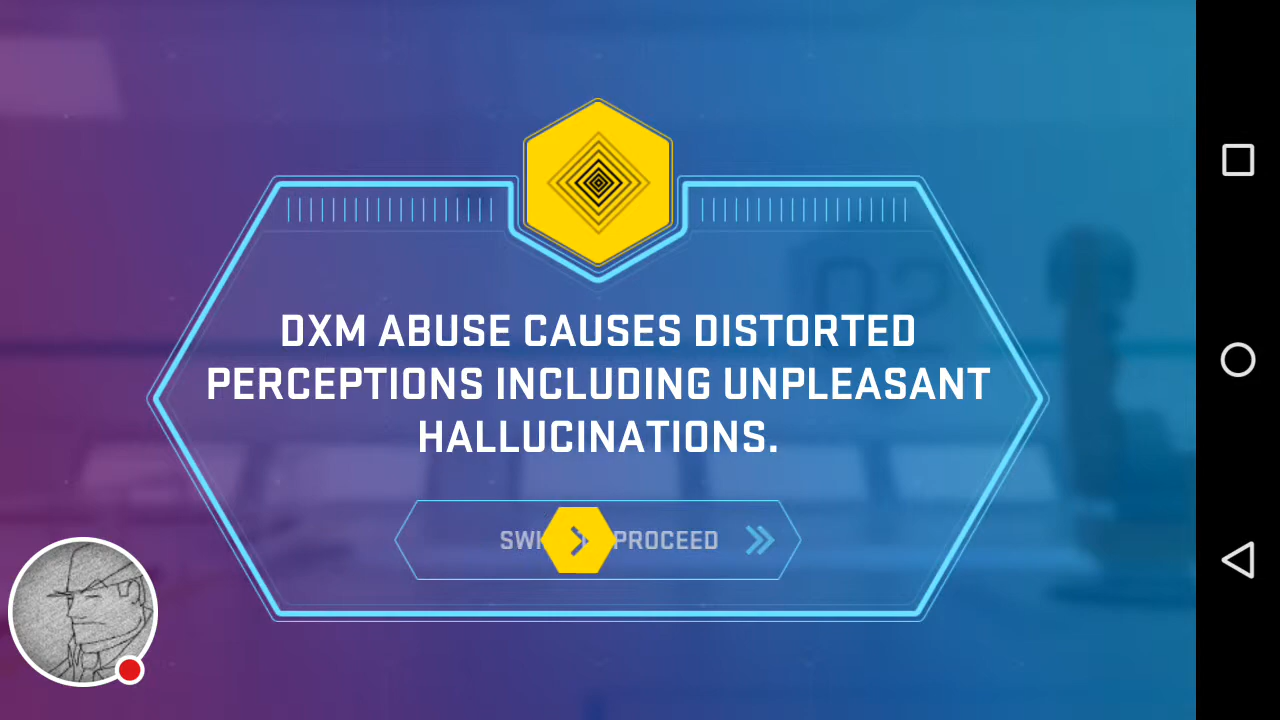 DXM ABUSE CAUSES DISTORTED
PERCEPTIONS INCLUDING UNPLEASANT
HALLUCINATIONS.
PROCEED